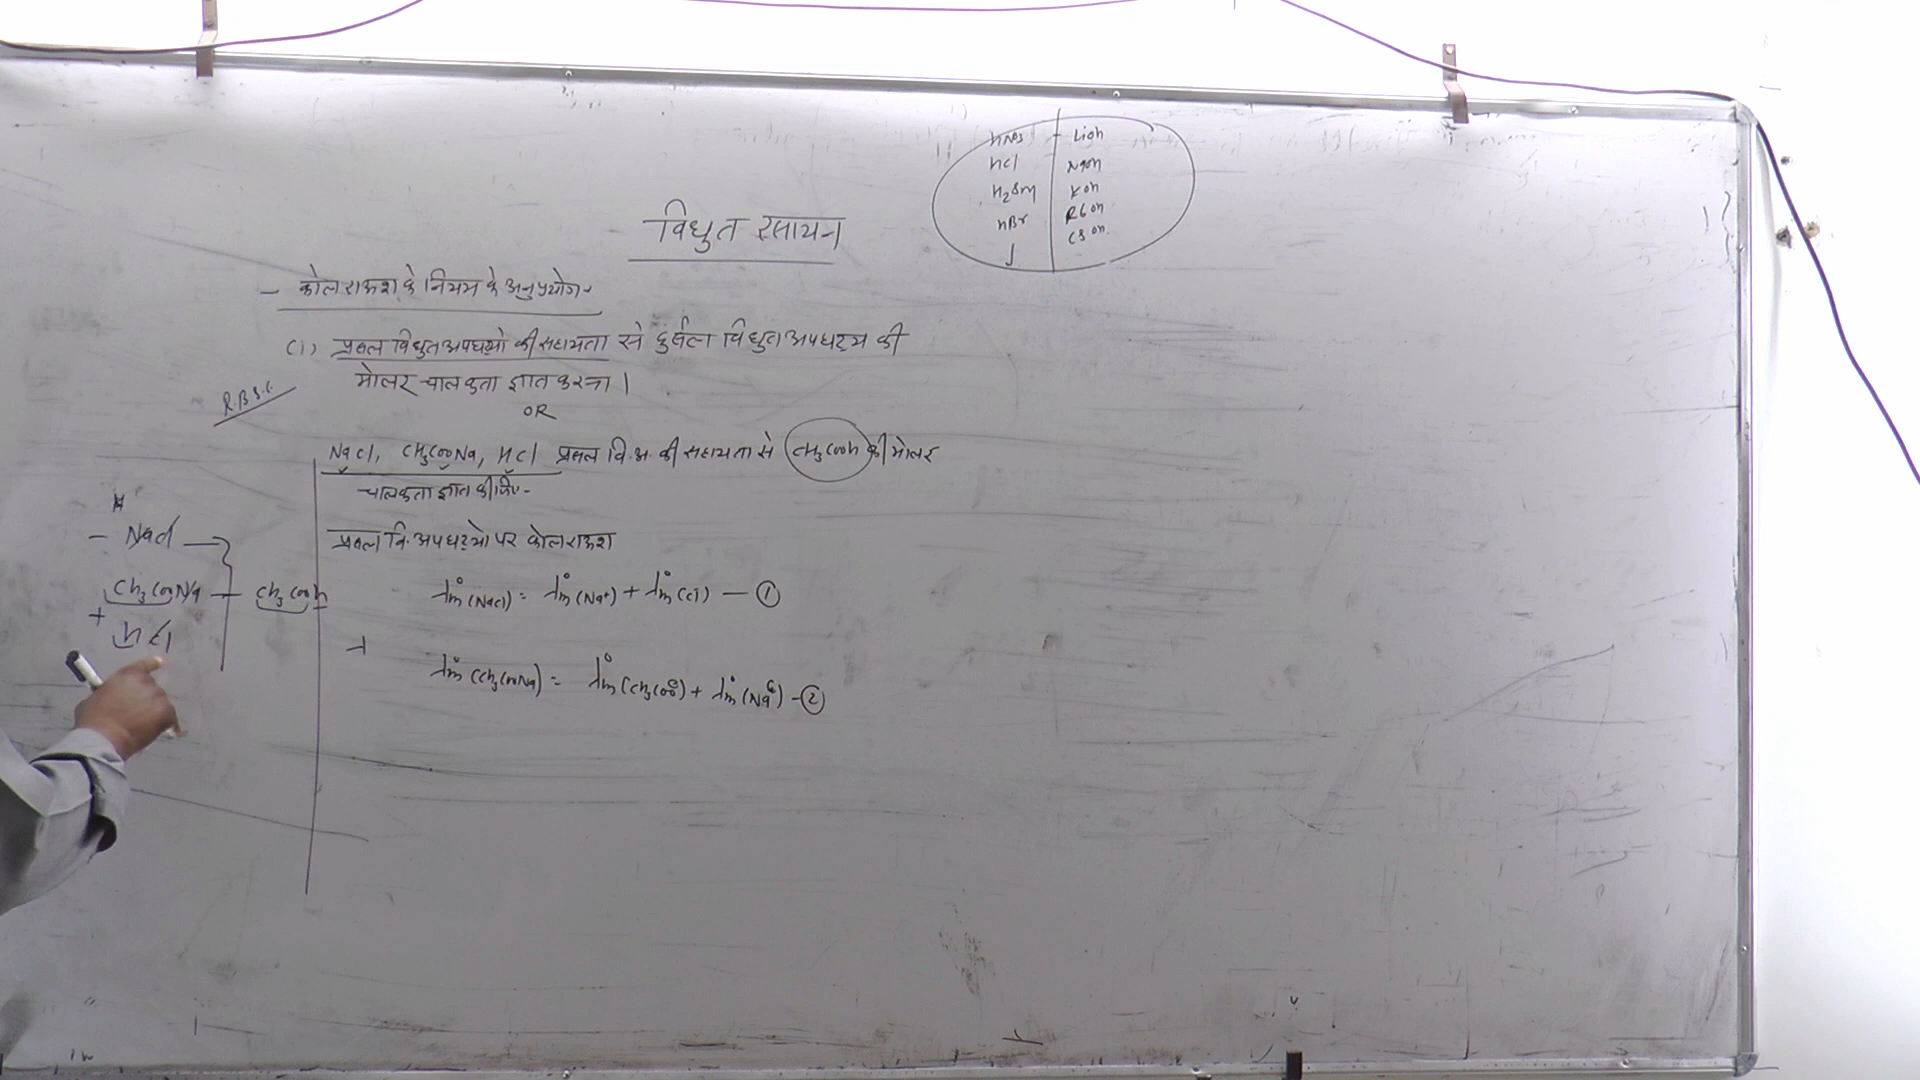 HNO3 - LiOH
HCl NaOH
H2SO4 KOH
HBr RbOH
CsOH
विधुत रसायन
- कोलराऊश के नियम के अनुप्रयोग-
(1) प्रबल विधुत अपघट्यो की सहायता से दुर्बल विधुत अपघट्य की
मोलर चालकता ज्ञात करना।
R.B.S.E
OR
NaCl, CH3COONa, HCl प्रबल वि.अ. की सहायता से CH3COOH की मोलर
चालकता ज्ञात कीजिए-
प्रबल वि. अपघट्यो पर कोलराऊश
- NaCl
CH3COONa - CH3COOH
+ HCl
λ°m(NaCl) = λ°m(Na+) + λ°m(Cl-) — ①
λ°m(CH3COONa) = λ°m(CH3COO⊖) + λ°m(Na⊕) - ②